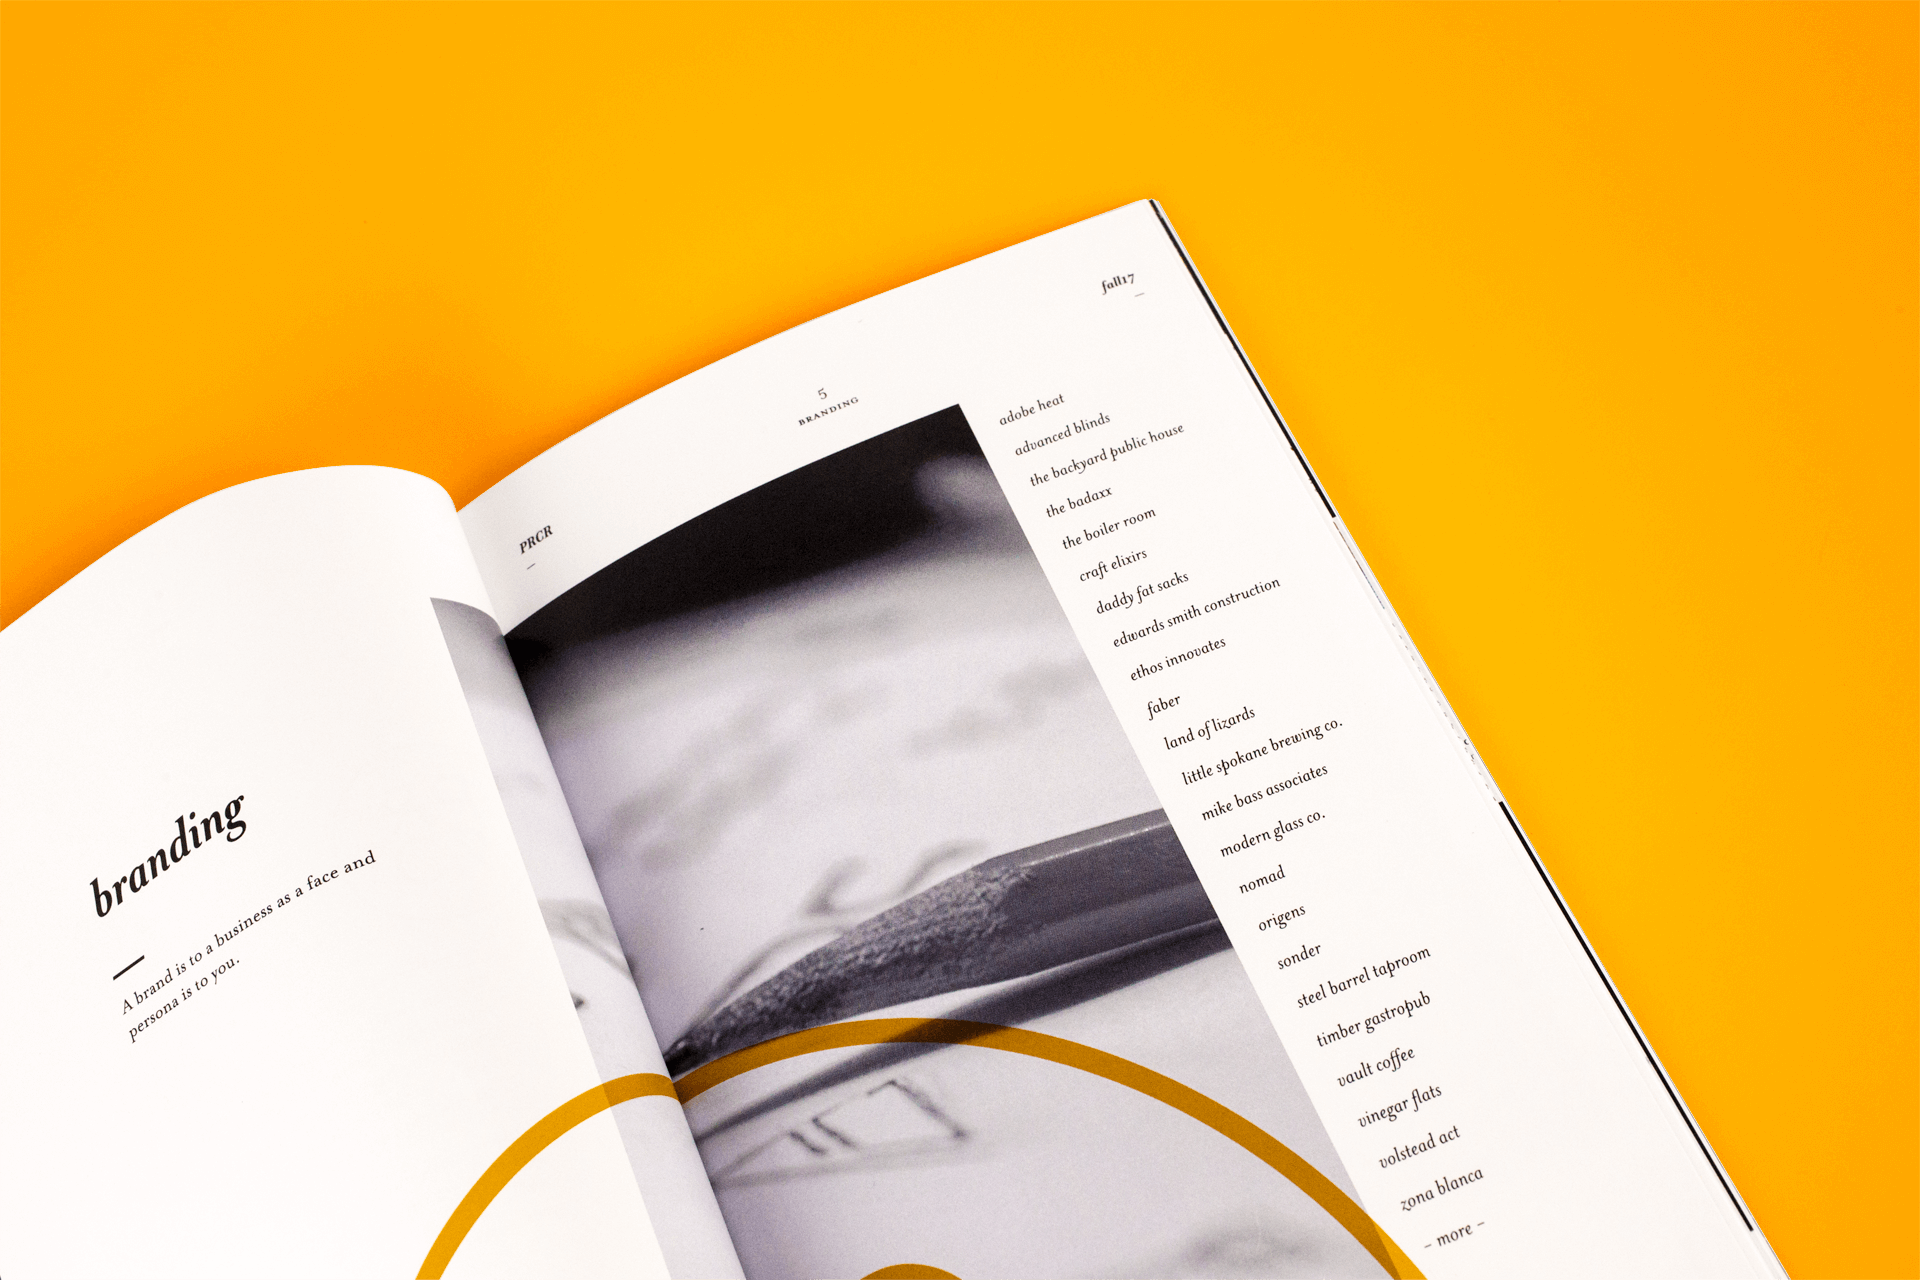 branding
A brand is to a business as a face and
persona is to you.
PRCR
5
BRANDING
fall17
adobe heat
advanced blinds
the backyard public house
the badaxx
the boiler room
craft elixirs
daddy fat sacks
edwards smith construction
ethos innovates
faber
land of lizards
little spokane brewing co.
mike bass associates
modern glass co.
nomad
origens
sonder
steel barrel taproom
timber gastropub
vault coffee
vinegar flats
volstead act
zona blanca
– more –